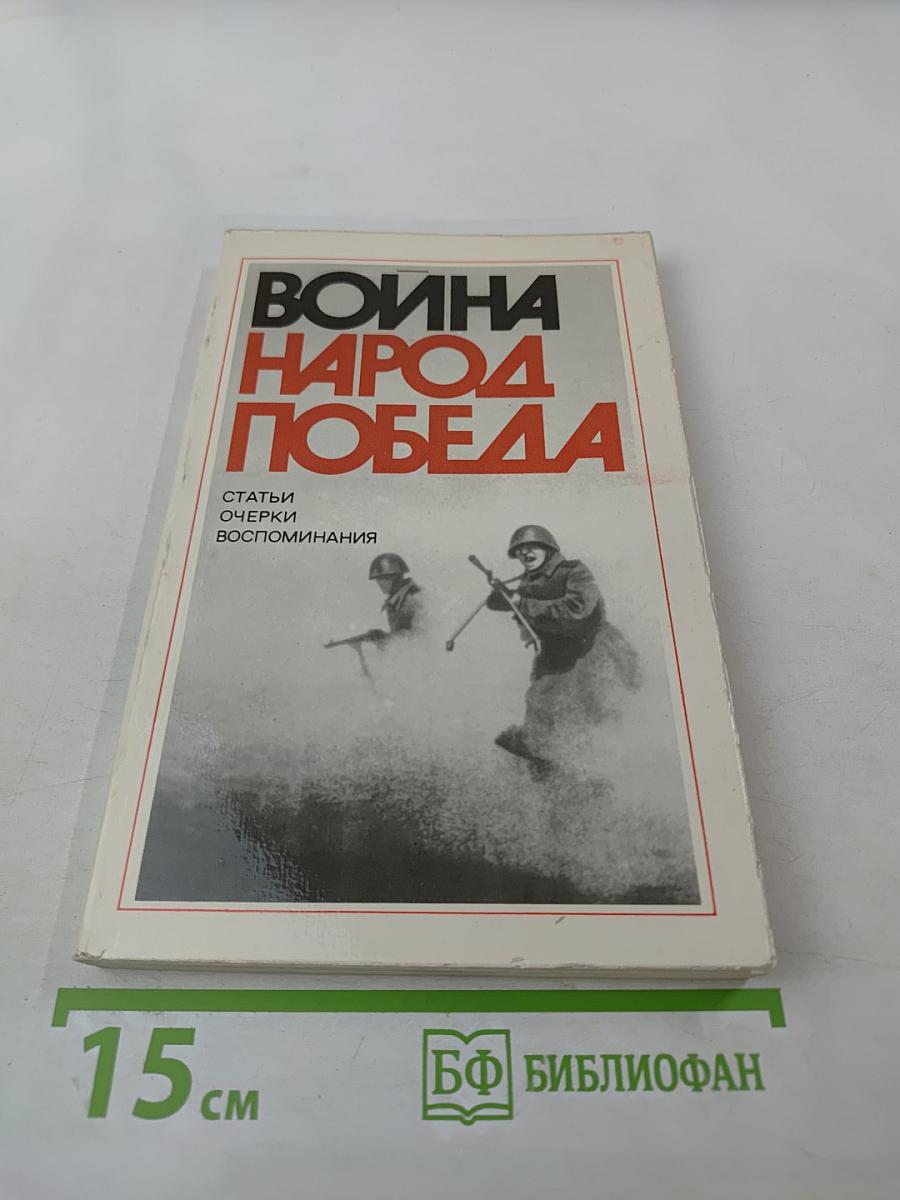 ВОЙНА
НАРОД
ПОБЕДА
СТАТЬИ
ОЧЕРКИ
ВОСПОМИНАНИЯ
15 см
БФ БИБЛИОФАН